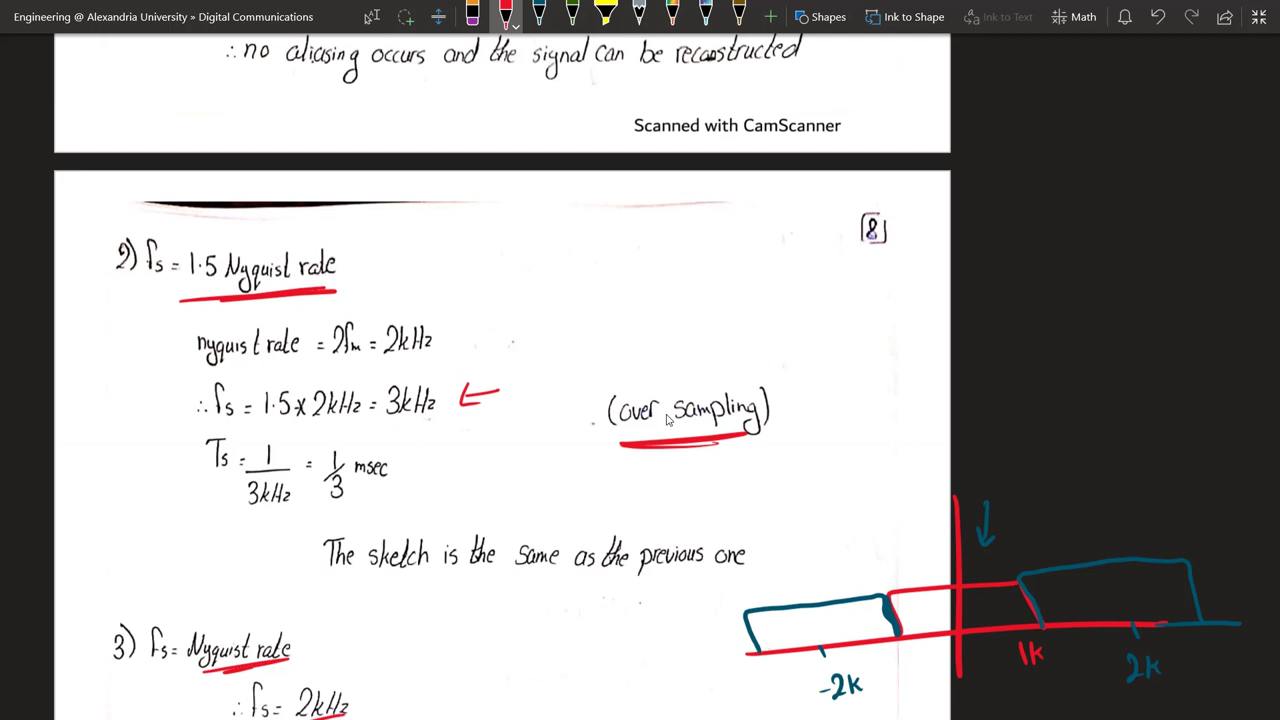 Engineering @ Alexandria University » Digital Communications
Shapes
Ink to Shape
Ink to Text
Math
∴ no aliasing occurs and the signal can be reconstructed
Scanned with CamScanner
[8]
2) fs = 1.5 Nyquist rate
nyquist rate = 2fm = 2kHz
∴ fs = 1.5 x 2kHz = 3kHz ←
(over sampling)
Ts = 1/3kHz = 1/3 msec
The sketch is the same as the previous one
3) fs = Nyquist rate
∴ fs = 2kHz
-2K
1K
2K